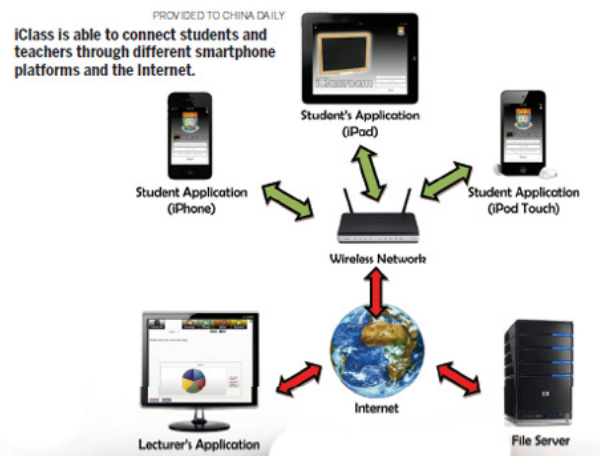 PROVIDED TO CHINA DAILY
iClass is able to connect students and
teachers through different smartphone
platforms and the Internet.
iClassroom
Student's Application
(iPad)
Student Application
(iPhone)
Student Application
(iPod Touch)
Wireless Network
Internet
Lecturer's Application
File Server